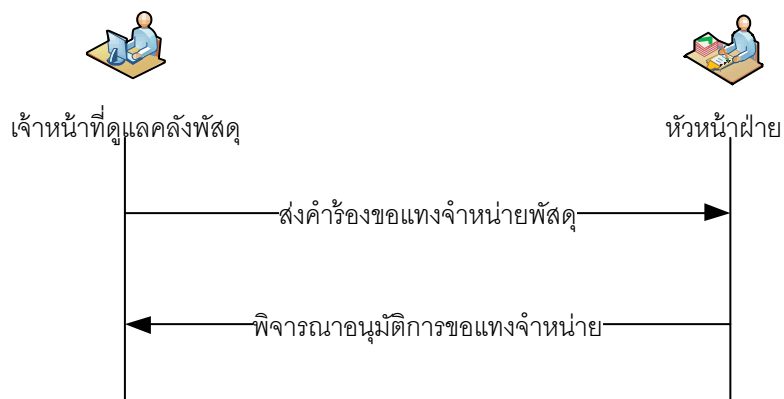 เจ้าหน้าที่ดูแลคลังพัสดุ
หัวหน้าฝ่าย
ส่งคำร้องขอแทงจำหน่ายพัสดุ
พิจารณาอนุมัติการขอแทงจำหน่าย